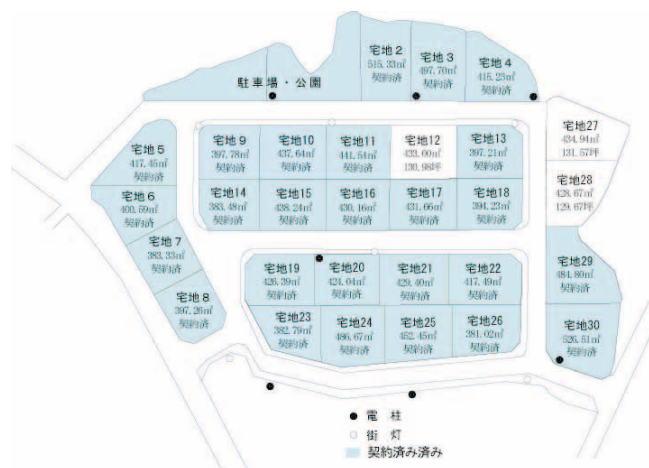 駐車場・公園
宅地2
515.33㎡
契約済
宅地3
497.70㎡
契約済
宅地4
415.23㎡
契約済
宅地5
417.45㎡
契約済
宅地6
400.59㎡
契約済
宅地7
383.33㎡
契約済
宅地8
397.26㎡
契約済
宅地9
397.78㎡
契約済
宅地10
437.64㎡
契約済
宅地11
441.54㎡
契約済
宅地12
433.00㎡
130.98坪
宅地13
397.21㎡
契約済
宅地14
383.48㎡
契約済
宅地15
438.24㎡
契約済
宅地16
430.16㎡
契約済
宅地17
431.66㎡
契約済
宅地18
394.23㎡
契約済
宅地19
426.39㎡
契約済
宅地20
424.04㎡
契約済
宅地21
429.40㎡
契約済
宅地22
417.49㎡
契約済
宅地23
382.79㎡
契約済
宅地24
486.67㎡
契約済
宅地25
452.45㎡
契約済
宅地26
381.02㎡
契約済
宅地27
434.94㎡
131.57坪
宅地28
428.67㎡
129.67坪
宅地29
484.80㎡
契約済
宅地30
526.51㎡
契約済
電 柱
街 灯
契約済み済み